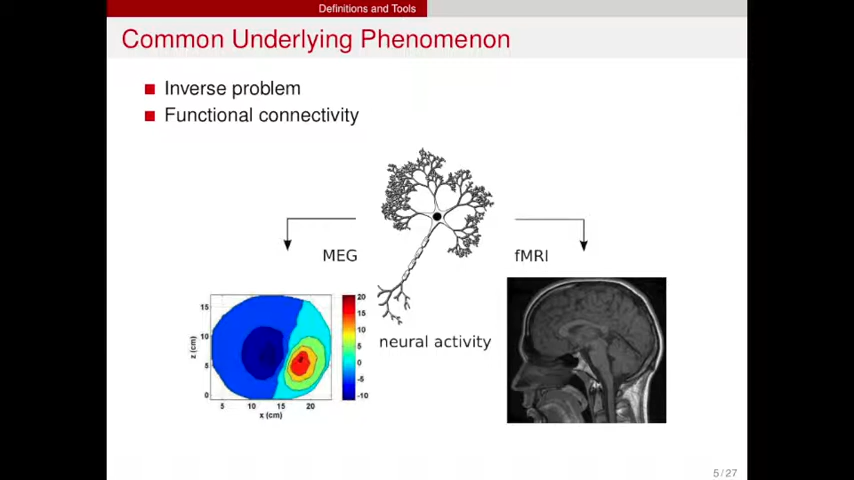 Definitions and Tools
Common Underlying Phenomenon
Inverse problem
Functional connectivity
MEG
fMRI
neural activity
z (cm)
15
10
5
0
5
10
15
20
x (cm)
20
15
10
5
0
-5
-10
5 / 27